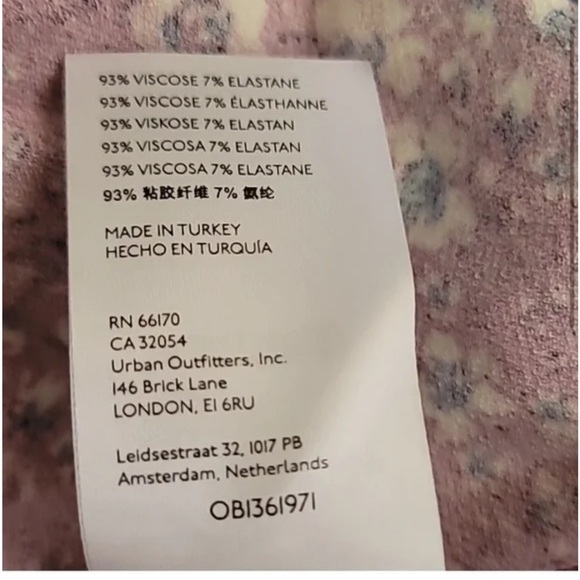 93% VISCOSE 7% ELASTANE
93% VISCOSE 7% ÉLASTHANNE
93% VISKOSE 7% ELASTAN
93% VISCOSA 7% ELASTAN
93% VISCOSA 7% ELASTANE
93% 粘胶纤维 7% 氨纶
MADE IN TURKEY
HECHO EN TURQUÍA
RN 66170
CA 32054
Urban Outfitters, Inc.
146 Brick Lane
LONDON, E1 6RU
Leidsestraat 32, 1017 PB
Amsterdam, Netherlands
OB1361971